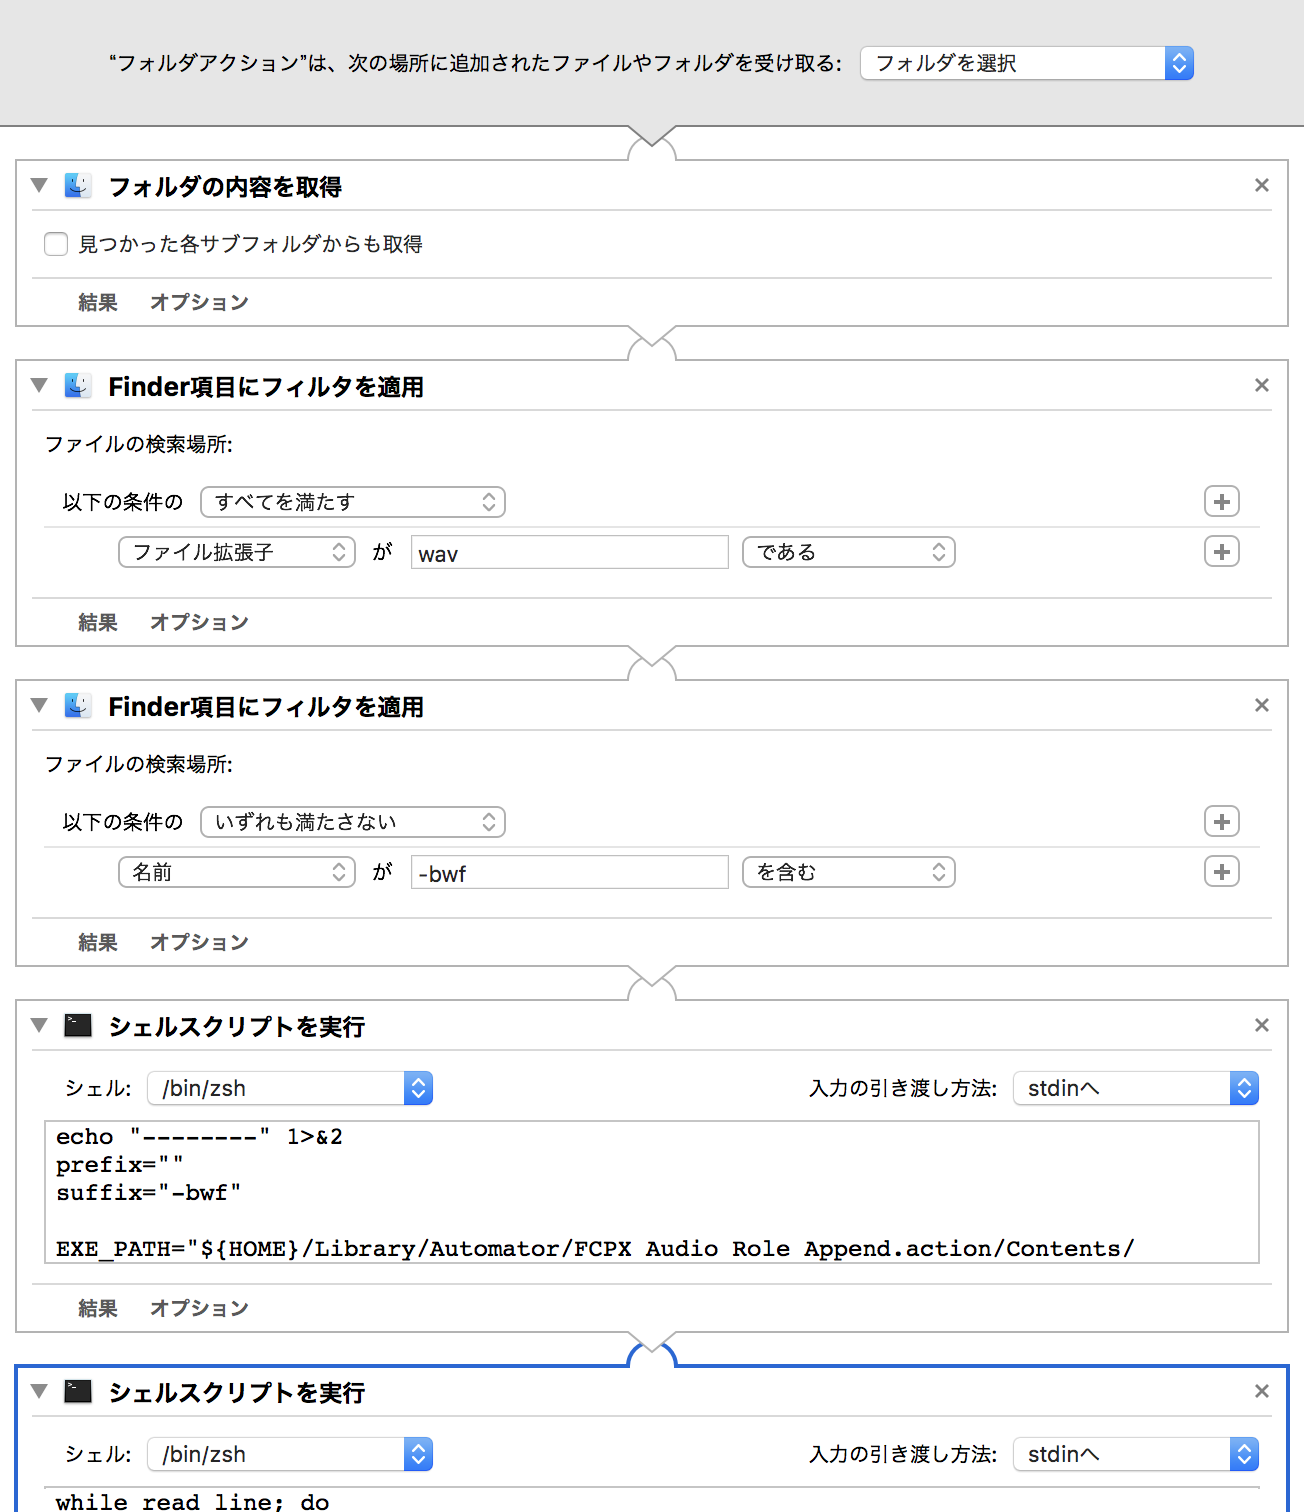 “フォルダアクション”は、次の場所に追加されたファイルやフォルダを受け取る: フォルダを選択
フォルダの内容を取得
見つかった各サブフォルダからも取得
結果 オプション
Finder項目にフィルタを適用
ファイルの検索場所:
以下の条件の すべてを満たす
ファイル拡張子 が wav である
結果 オプション
Finder項目にフィルタを適用
ファイルの検索場所:
以下の条件の いずれも満たさない
名前 が -bwf を含む
結果 オプション
シェルスクリプトを実行
シェル: /bin/zsh 入力の引き渡し方法: stdinへ
echo "--------" 1>&2
prefix=""
suffix="-bwf"
EXE_PATH="${HOME}/Library/Automator/FCPX Audio Role Append.action/Contents/
結果 オプション
シェルスクリプトを実行
シェル: /bin/zsh 入力の引き渡し方法: stdinへ
while read line; do